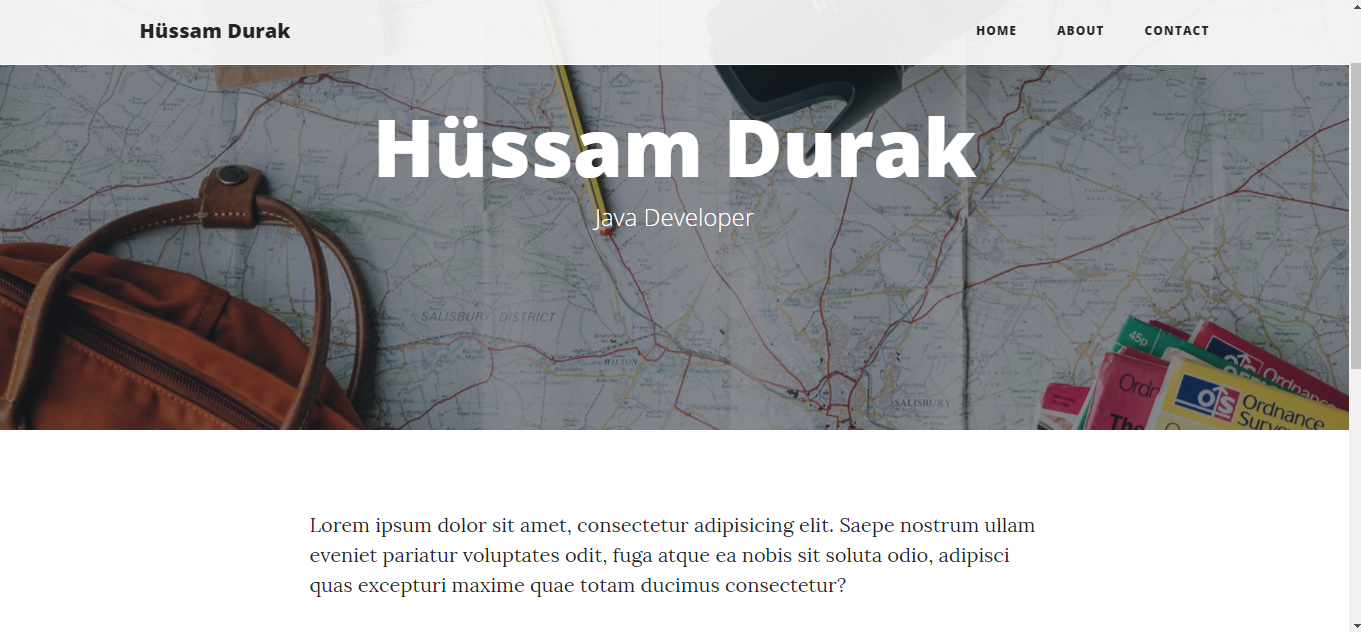 Hüssam Durak
HOME ABOUT CONTACT
Hüssam Durak
Java Developer
SALISBURY DISTRICT
WILTON
SALISBURY
45p
Ordnance
Ordn
The
OS
Ordnance
Lorem ipsum dolor sit amet, consectetur adipisicing elit. Saepe nostrum ullam
eveniet pariatur voluptates odit, fuga atque ea nobis sit soluta odio, adipisci
quas excepturi maxime quae totam ducimus consectetur?